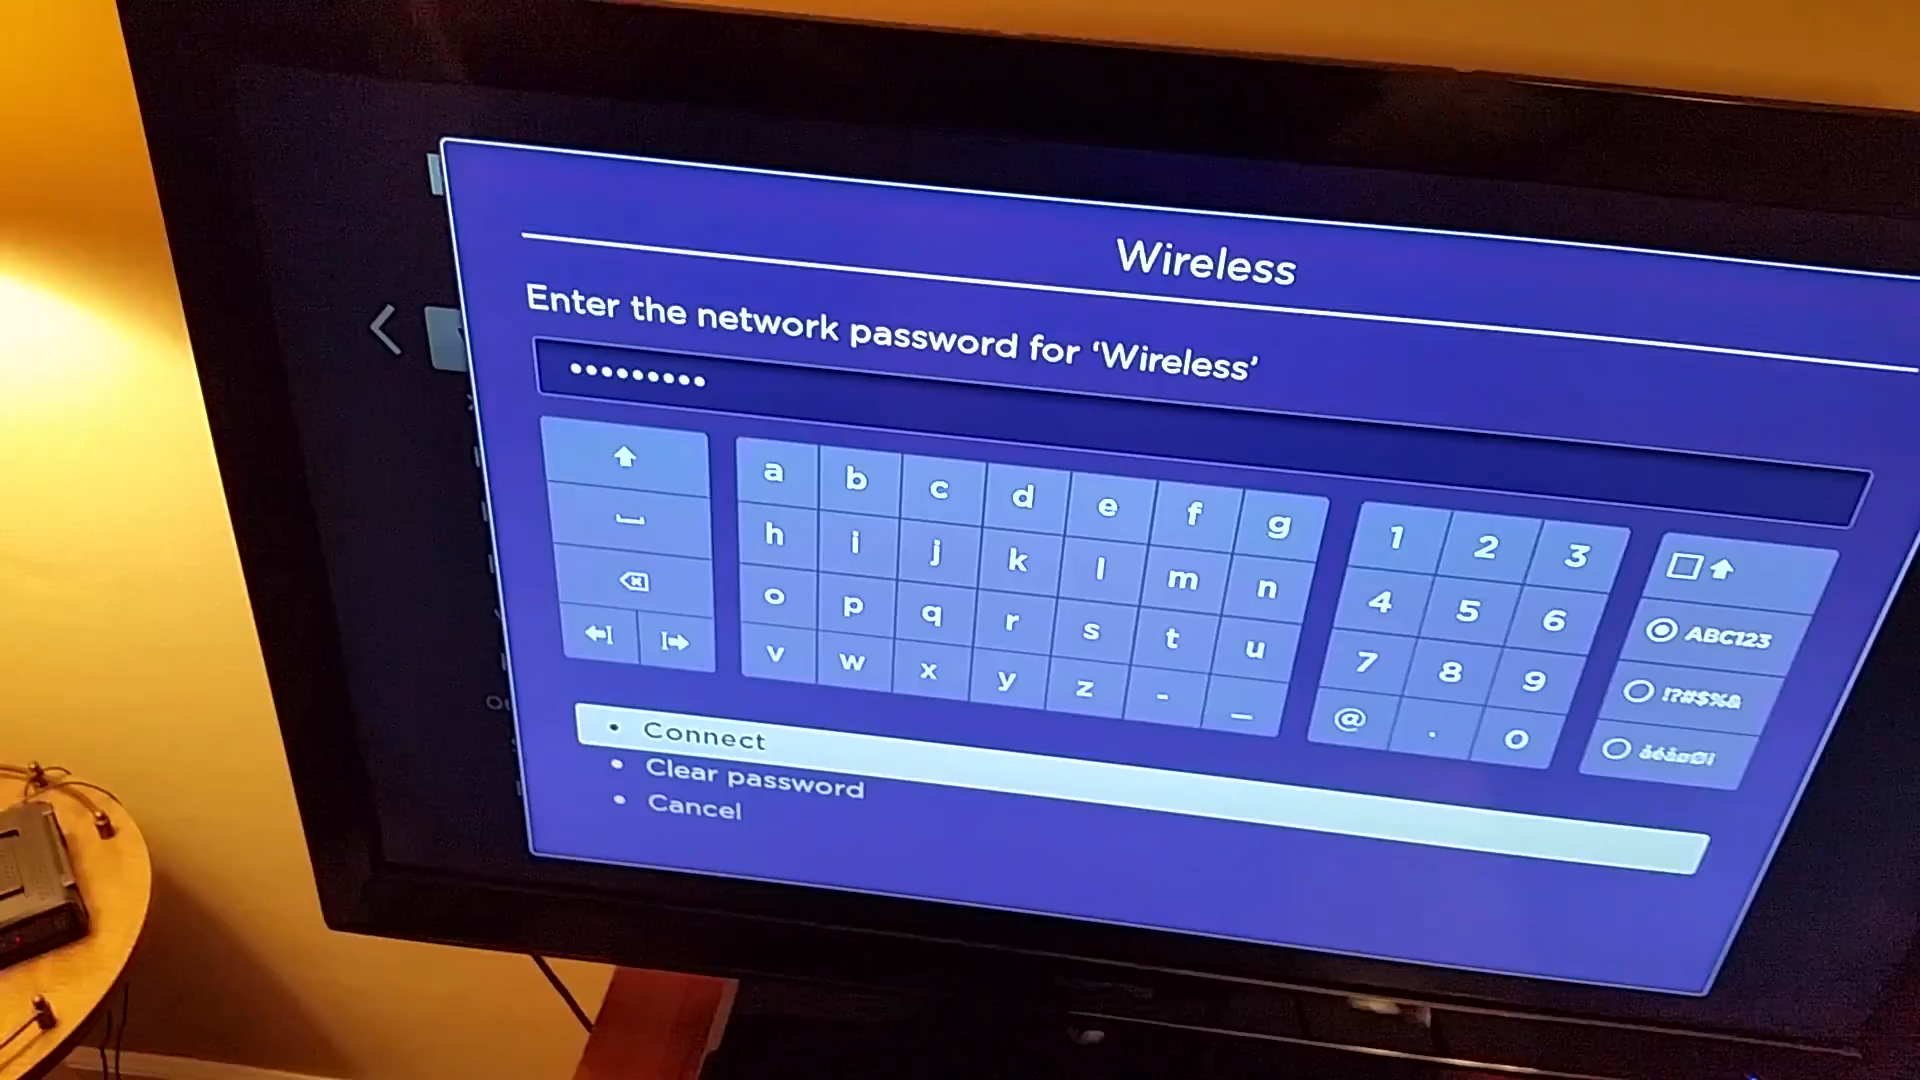 Wireless
Enter the network password for ‘Wireless’
•••••••••
a b c d e f g 1 2 3
h i j k l m n 4 5 6 ABC123
o p q r s t u 7 8 9 !?#$%&
v w x y z - _ @ . 0
• Connect
• Clear password
• Cancel